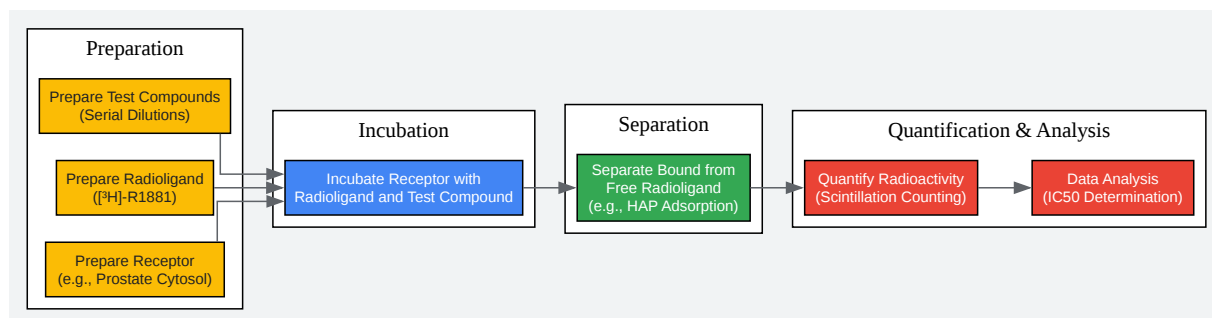 Preparation
Prepare Test Compounds
(Serial Dilutions)
Prepare Radioligand
([³H]-R1881)
Prepare Receptor
(e.g., Prostate Cytosol)
Incubation
Incubate Receptor with
Radioligand and Test Compound
Separation
Separate Bound from
Free Radioligand
(e.g., HAP Adsorption)
Quantification & Analysis
Quantify Radioactivity
(Scintillation Counting)
Data Analysis
(IC50 Determination)